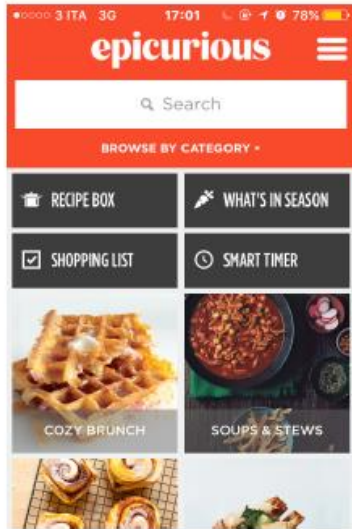 3 ITA 3G 17:01 78%
epicurious
Search
BROWSE BY CATEGORY
RECIPE BOX
WHAT'S IN SEASON
SHOPPING LIST
SMART TIMER
COZY BRUNCH
SOUPS & STEWS